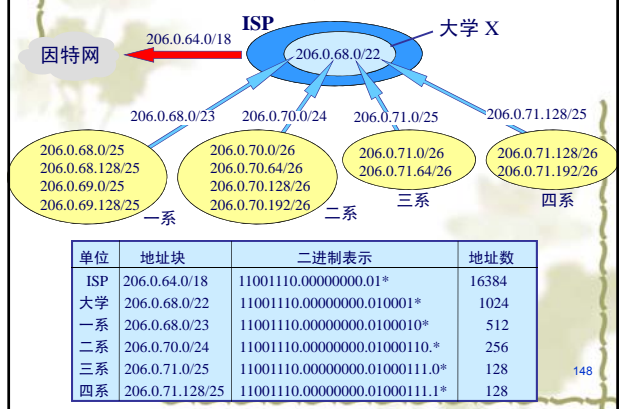 ISP
大学 X
206.0.64.0/18
因特网
206.0.68.0/22
206.0.68.0/23
206.0.70.0/24
206.0.71.0/25
206.0.71.128/25
206.0.68.0/25
206.0.68.128/25
206.0.69.0/25
206.0.69.128/25
一系
206.0.70.0/26
206.0.70.64/26
206.0.70.128/26
206.0.70.192/26
二系
206.0.71.0/26
206.0.71.64/26
三系
206.0.71.128/26
206.0.71.192/26
四系
单位 地址块 二进制表示 地址数
ISP 206.0.64.0/18 11001110.00000000.01* 16384
大学 206.0.68.0/22 11001110.00000000.010001* 1024
一系 206.0.68.0/23 11001110.00000000.0100010* 512
二系 206.0.70.0/24 11001110.00000000.01000110.* 256
三系 206.0.71.0/25 11001110.00000000.01000111.0* 128
四系 206.0.71.128/25 11001110.00000000.01000111.1* 128
148